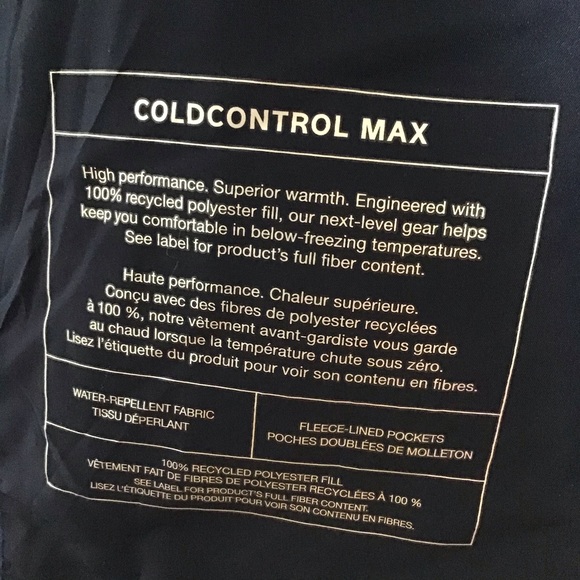 COLDCONTROL MAX
High performance. Superior warmth. Engineered with
100% recycled polyester fill, our next-level gear helps
keep you comfortable in below-freezing temperatures.
See label for product's full fiber content.
Haute performance. Chaleur supérieure.
Conçu avec des fibres de polyester recyclées
à 100 %, notre vêtement avant-gardiste vous garde
au chaud lorsque la température chute sous zéro.
Lisez l'étiquette du produit pour voir son contenu en fibres.
WATER-REPELLENT FABRIC
TISSU DÉPERLANT
FLEECE-LINED POCKETS
POCHES DOUBLÉES DE MOLLETON
100% RECYCLED POLYESTER FILL
VÊTEMENT FAIT DE FIBRES DE POLYESTER RECYCLÉES À 100 %
SEE LABEL FOR PRODUCT'S FULL FIBER CONTENT.
LISEZ L'ÉTIQUETTE DU PRODUIT POUR VOIR SON CONTENU EN FIBRES.